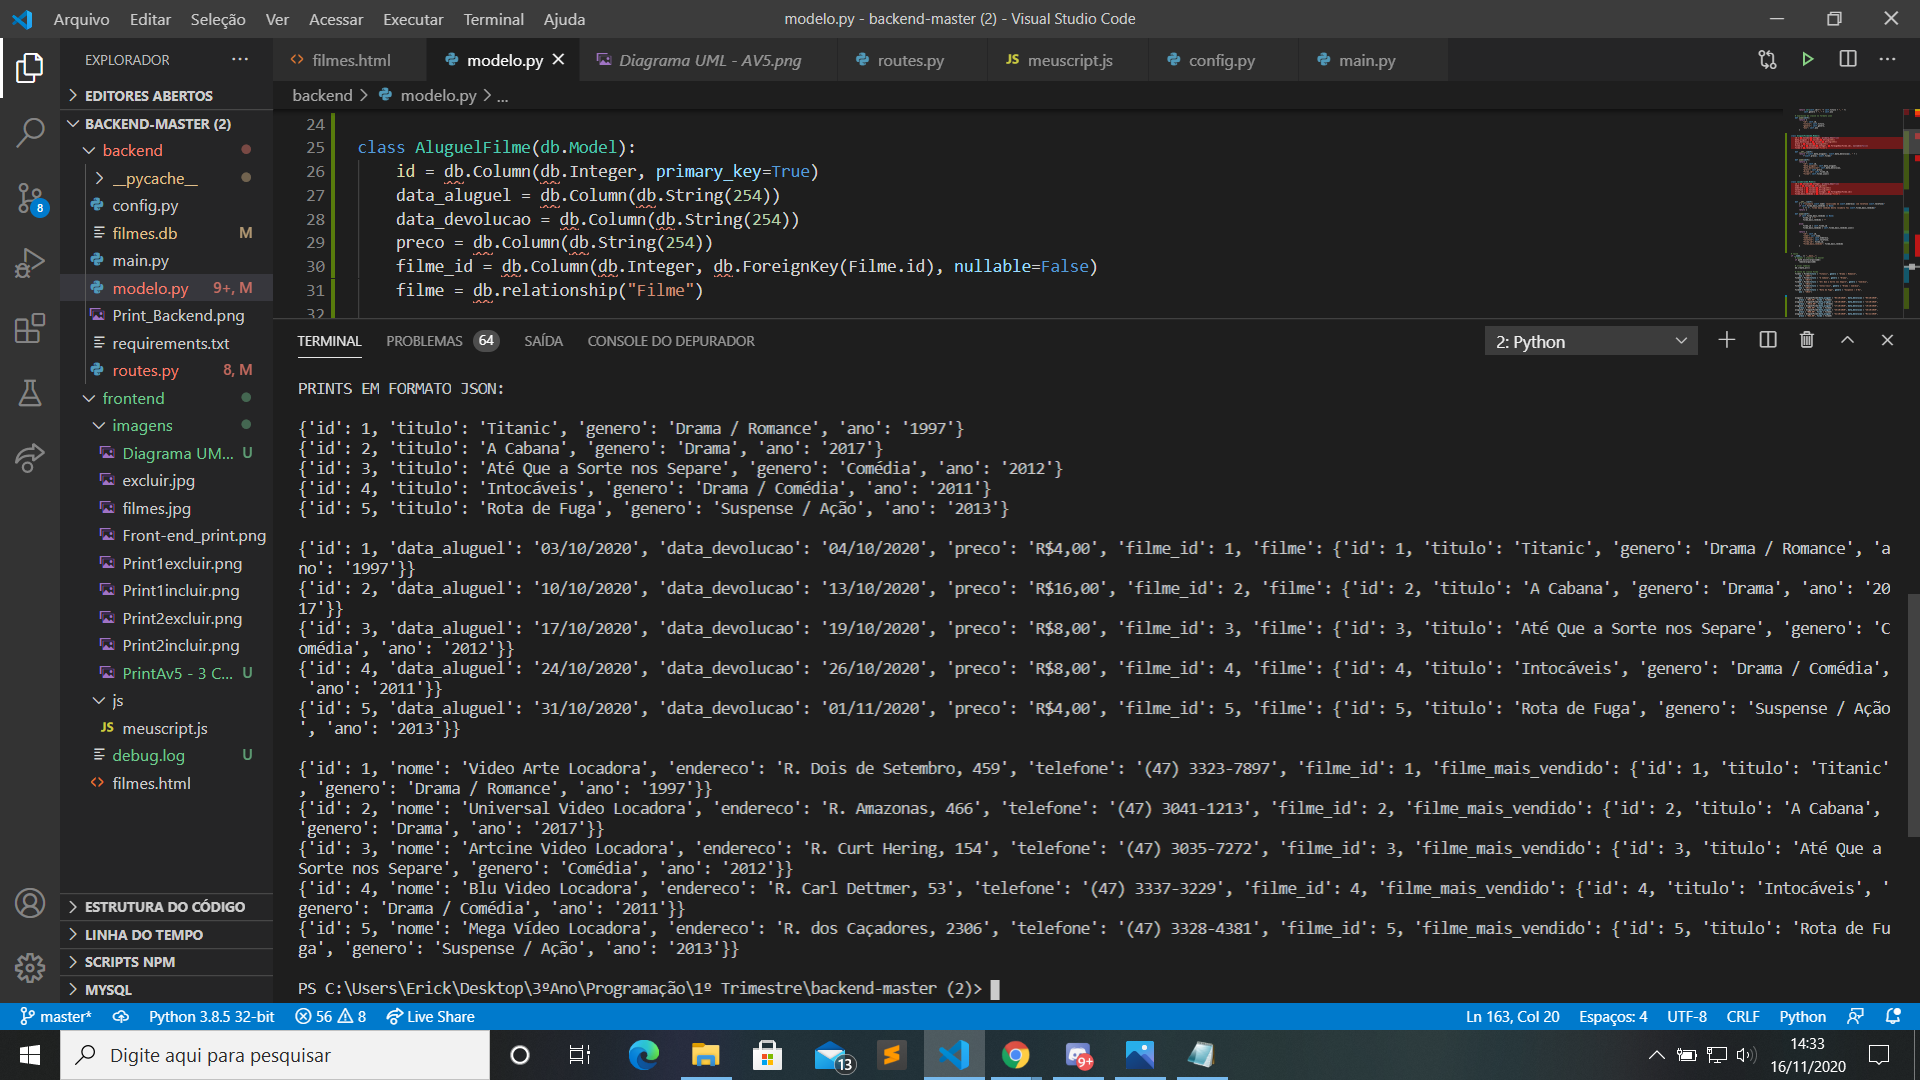 Arquivo Editar Seleção Ver Acessar Executar Terminal Ajuda
modelo.py - backend-master (2) - Visual Studio Code
EXPLORADOR
filmes.html modelo.py Diagrama UML - AV5.png routes.py JS meuscript.js config.py main.py
EDITORES ABERTOS
backend > modelo.py > ...
BACKEND-MASTER (2)
backend
__pycache__
config.py
filmes.db M
main.py
modelo.py 9+, M
Print_Backend.png
requirements.txt
routes.py 8, M
frontend
imagens
Diagrama UM... U
excluir.jpg
filmes.jpg
Front-end_print.png
Print1excluir.png
Print1incluir.png
Print2excluir.png
Print2incluir.png
PrintAv5 - 3 C... U
js
JS meuscript.js
debug.log U
filmes.html
ESTRUTURA DO CÓDIGO
LINHA DO TEMPO
SCRIPTS NPM
MYSQL
8
24
25 class AluguelFilme(db.Model):
26 id = db.Column(db.Integer, primary_key=True)
27 data_aluguel = db.Column(db.String(254))
28 data_devolucao = db.Column(db.String(254))
29 preco = db.Column(db.String(254))
30 filme_id = db.Column(db.Integer, db.ForeignKey(Filme.id), nullable=False)
31 filme = db.relationship("Filme")
32
TERMINAL PROBLEMAS 64 SAÍDA CONSOLE DO DEPURADOR
2: Python
PRINTS EM FORMATO JSON:
{'id': 1, 'titulo': 'Titanic', 'genero': 'Drama / Romance', 'ano': '1997'}
{'id': 2, 'titulo': 'A Cabana', 'genero': 'Drama', 'ano': '2017'}
{'id': 3, 'titulo': 'Até Que a Sorte nos Separe', 'genero': 'Comédia', 'ano': '2012'}
{'id': 4, 'titulo': 'Intocáveis', 'genero': 'Drama / Comédia', 'ano': '2011'}
{'id': 5, 'titulo': 'Rota de Fuga', 'genero': 'Suspense / Ação', 'ano': '2013'}
{'id': 1, 'data_aluguel': '03/10/2020', 'data_devolucao': '04/10/2020', 'preco': 'R$4,00', 'filme_id': 1, 'filme': {'id': 1, 'titulo': 'Titanic', 'genero': 'Drama / Romance', 'a
no': '1997'}}
{'id': 2, 'data_aluguel': '10/10/2020', 'data_devolucao': '13/10/2020', 'preco': 'R$16,00', 'filme_id': 2, 'filme': {'id': 2, 'titulo': 'A Cabana', 'genero': 'Drama', 'ano': '20
17'}}
{'id': 3, 'data_aluguel': '17/10/2020', 'data_devolucao': '19/10/2020', 'preco': 'R$8,00', 'filme_id': 3, 'filme': {'id': 3, 'titulo': 'Até Que a Sorte nos Separe', 'genero': 'C
omédia', 'ano': '2012'}}
{'id': 4, 'data_aluguel': '24/10/2020', 'data_devolucao': '26/10/2020', 'preco': 'R$8,00', 'filme_id': 4, 'filme': {'id': 4, 'titulo': 'Intocáveis', 'genero': 'Drama / Comédia',
'ano': '2011'}}
{'id': 5, 'data_aluguel': '31/10/2020', 'data_devolucao': '01/11/2020', 'preco': 'R$4,00', 'filme_id': 5, 'filme': {'id': 5, 'titulo': 'Rota de Fuga', 'genero': 'Suspense / Ação
', 'ano': '2013'}}
{'id': 1, 'nome': 'Video Arte Locadora', 'endereco': 'R. Dois de Setembro, 459', 'telefone': '(47) 3323-7897', 'filme_id': 1, 'filme_mais_vendido': {'id': 1, 'titulo': 'Titanic'
, 'genero': 'Drama / Romance', 'ano': '1997'}}
{'id': 2, 'nome': 'Universal Video Locadora', 'endereco': 'R. Amazonas, 466', 'telefone': '(47) 3041-1213', 'filme_id': 2, 'filme_mais_vendido': {'id': 2, 'titulo': 'A Cabana',
'genero': 'Drama', 'ano': '2017'}}
{'id': 3, 'nome': 'Artcine Video Locadora', 'endereco': 'R. Curt Hering, 154', 'telefone': '(47) 3035-7272', 'filme_id': 3, 'filme_mais_vendido': {'id': 3, 'titulo': 'Até Que a
Sorte nos Separe', 'genero': 'Comédia', 'ano': '2012'}}
{'id': 4, 'nome': 'Blu Video Locadora', 'endereco': 'R. Carl Dettmer, 53', 'telefone': '(47) 3337-3229', 'filme_id': 4, 'filme_mais_vendido': {'id': 4, 'titulo': 'Intocáveis', '
genero': 'Drama / Comédia', 'ano': '2011'}}
{'id': 5, 'nome': 'Mega Vídeo Locadora', 'endereco': 'R. dos Caçadores, 2306', 'telefone': '(47) 3328-4381', 'filme_id': 5, 'filme_mais_vendido': {'id': 5, 'titulo': 'Rota de Fu
ga', 'genero': 'Suspense / Ação', 'ano': '2013'}}
PS C:\Users\Erick\Desktop\3ºAno\Programação\1º Trimestre\backend-master (2)>
master* Python 3.8.5 32-bit 56 8 Live Share
Ln 163, Col 20 Espaços: 4 UTF-8 CRLF Python
Digite aqui para pesquisar
13
9+
14:33
16/11/2020